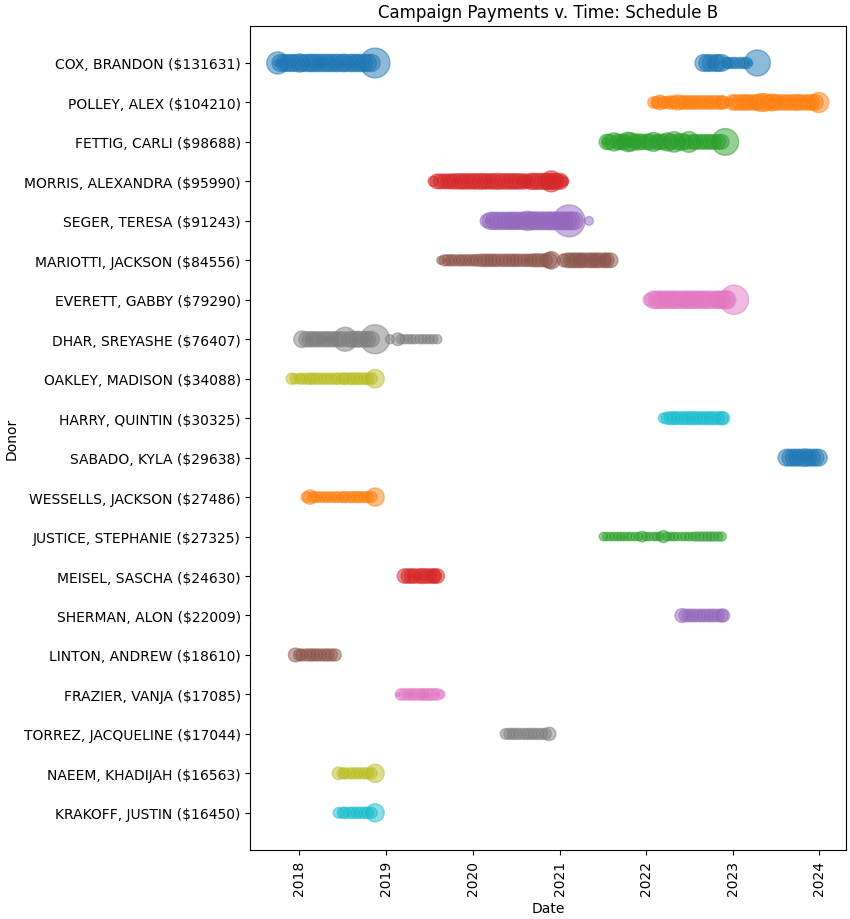 Campaign Payments v. Time: Schedule B
COX, BRANDON ($131631)
POLLEY, ALEX ($104210)
FETTIG, CARLI ($98688)
MORRIS, ALEXANDRA ($95990)
SEGER, TERESA ($91243)
MARIOTTI, JACKSON ($84556)
EVERETT, GABBY ($79290)
DHAR, SREYASHE ($76407)
OAKLEY, MADISON ($34088)
HARRY, QUINTIN ($30325)
SABADO, KYLA ($29638)
WESSELLS, JACKSON ($27486)
JUSTICE, STEPHANIE ($27325)
MEISEL, SASCHA ($24630)
SHERMAN, ALON ($22009)
LINTON, ANDREW ($18610)
FRAZIER, VANJA ($17085)
TORREZ, JACQUELINE ($17044)
NAEEM, KHADIJAH ($16563)
KRAKOFF, JUSTIN ($16450)
Donor
2018
2019
2020
2021
2022
2023
2024
Date